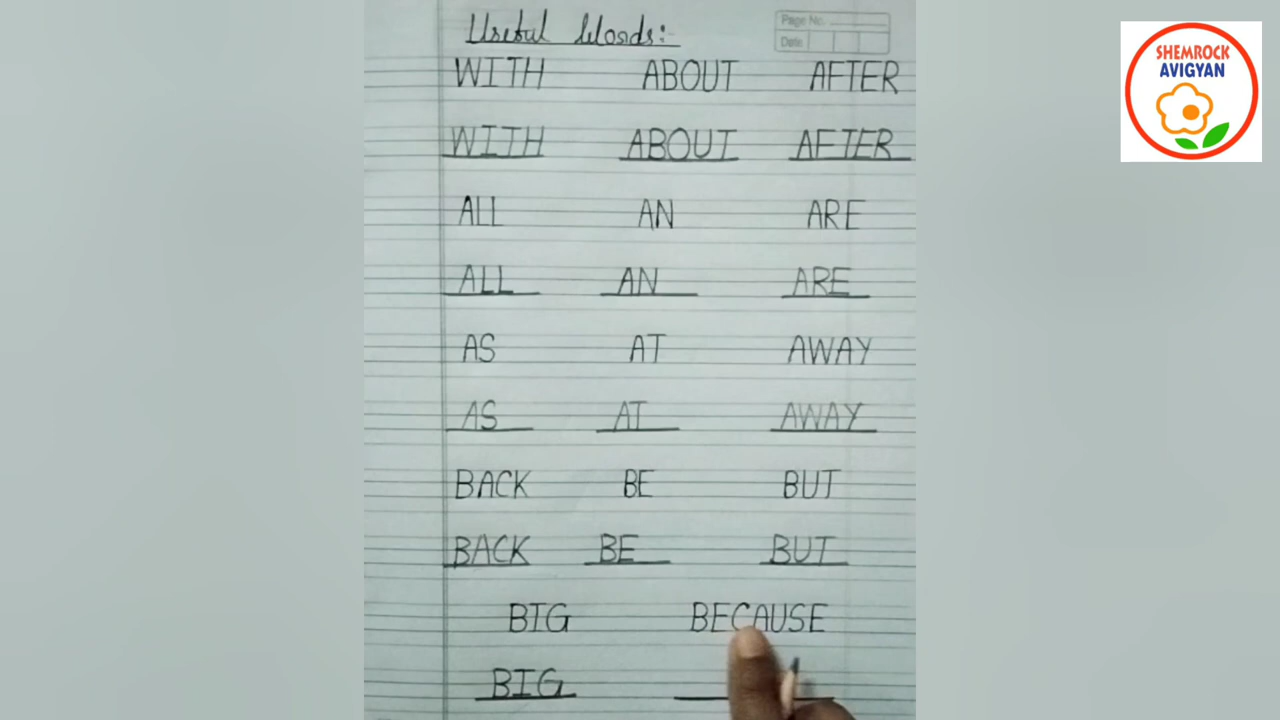 Useful Words:-
Page No.
Date
WITH ABOUT AFTER
WITH ABOUT AFTER
ALL AN ARE
ALL AN ARE
AS AT AWAY
AS AT AWAY
BACK BE BUT
BACK BE BUT
BIG BECAUSE
BIG
SHEMROCK
AVIGYAN